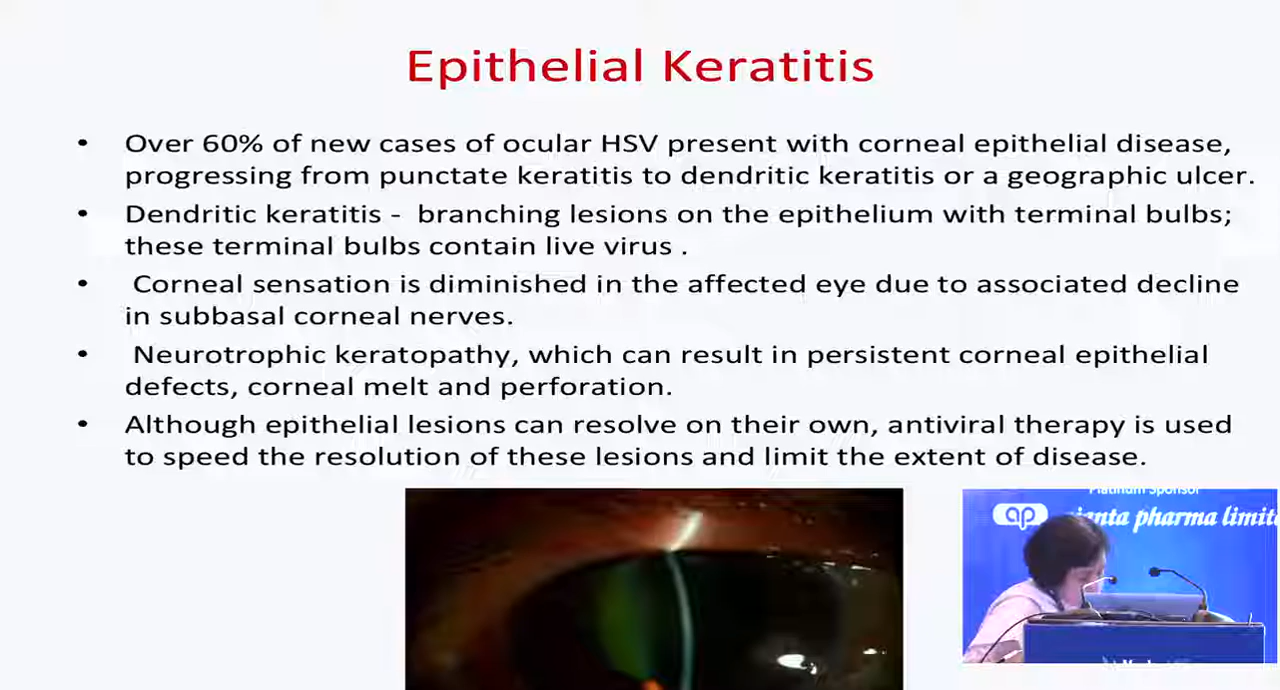 Epithelial Keratitis
• Over 60% of new cases of ocular HSV present with corneal epithelial disease,
progressing from punctate keratitis to dendritic keratitis or a geographic ulcer.
• Dendritic keratitis - branching lesions on the epithelium with terminal bulbs;
these terminal bulbs contain live virus .
• Corneal sensation is diminished in the affected eye due to associated decline
in subbasal corneal nerves.
• Neurotrophic keratopathy, which can result in persistent corneal epithelial
defects, corneal melt and perforation.
• Although epithelial lesions can resolve on their own, antiviral therapy is used
to speed the resolution of these lesions and limit the extent of disease.
Platinum Sponsor
ap pharma